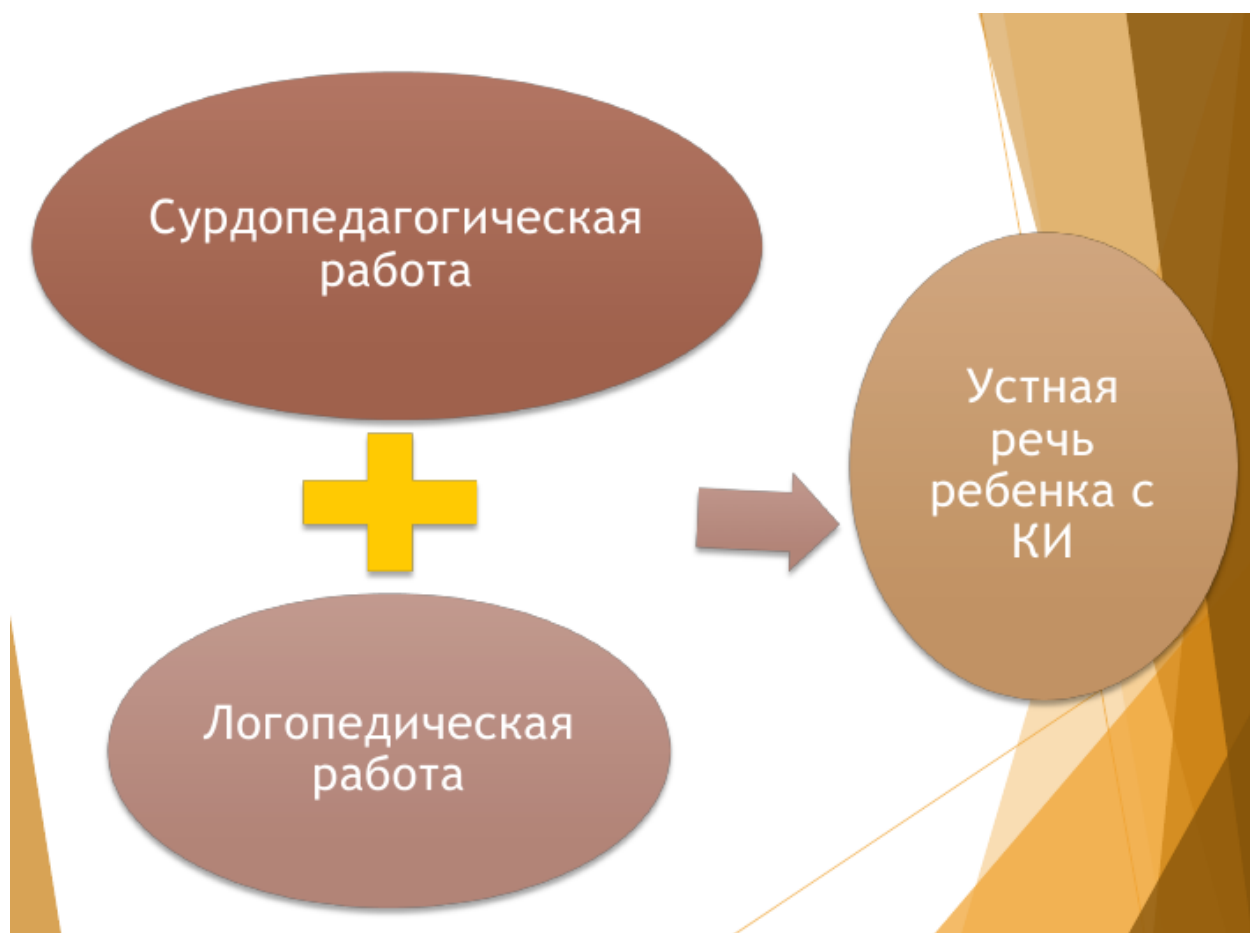 Сурдопедагогическая
работа
Устная
речь
ребенка с
КИ
Логопедическая
работа